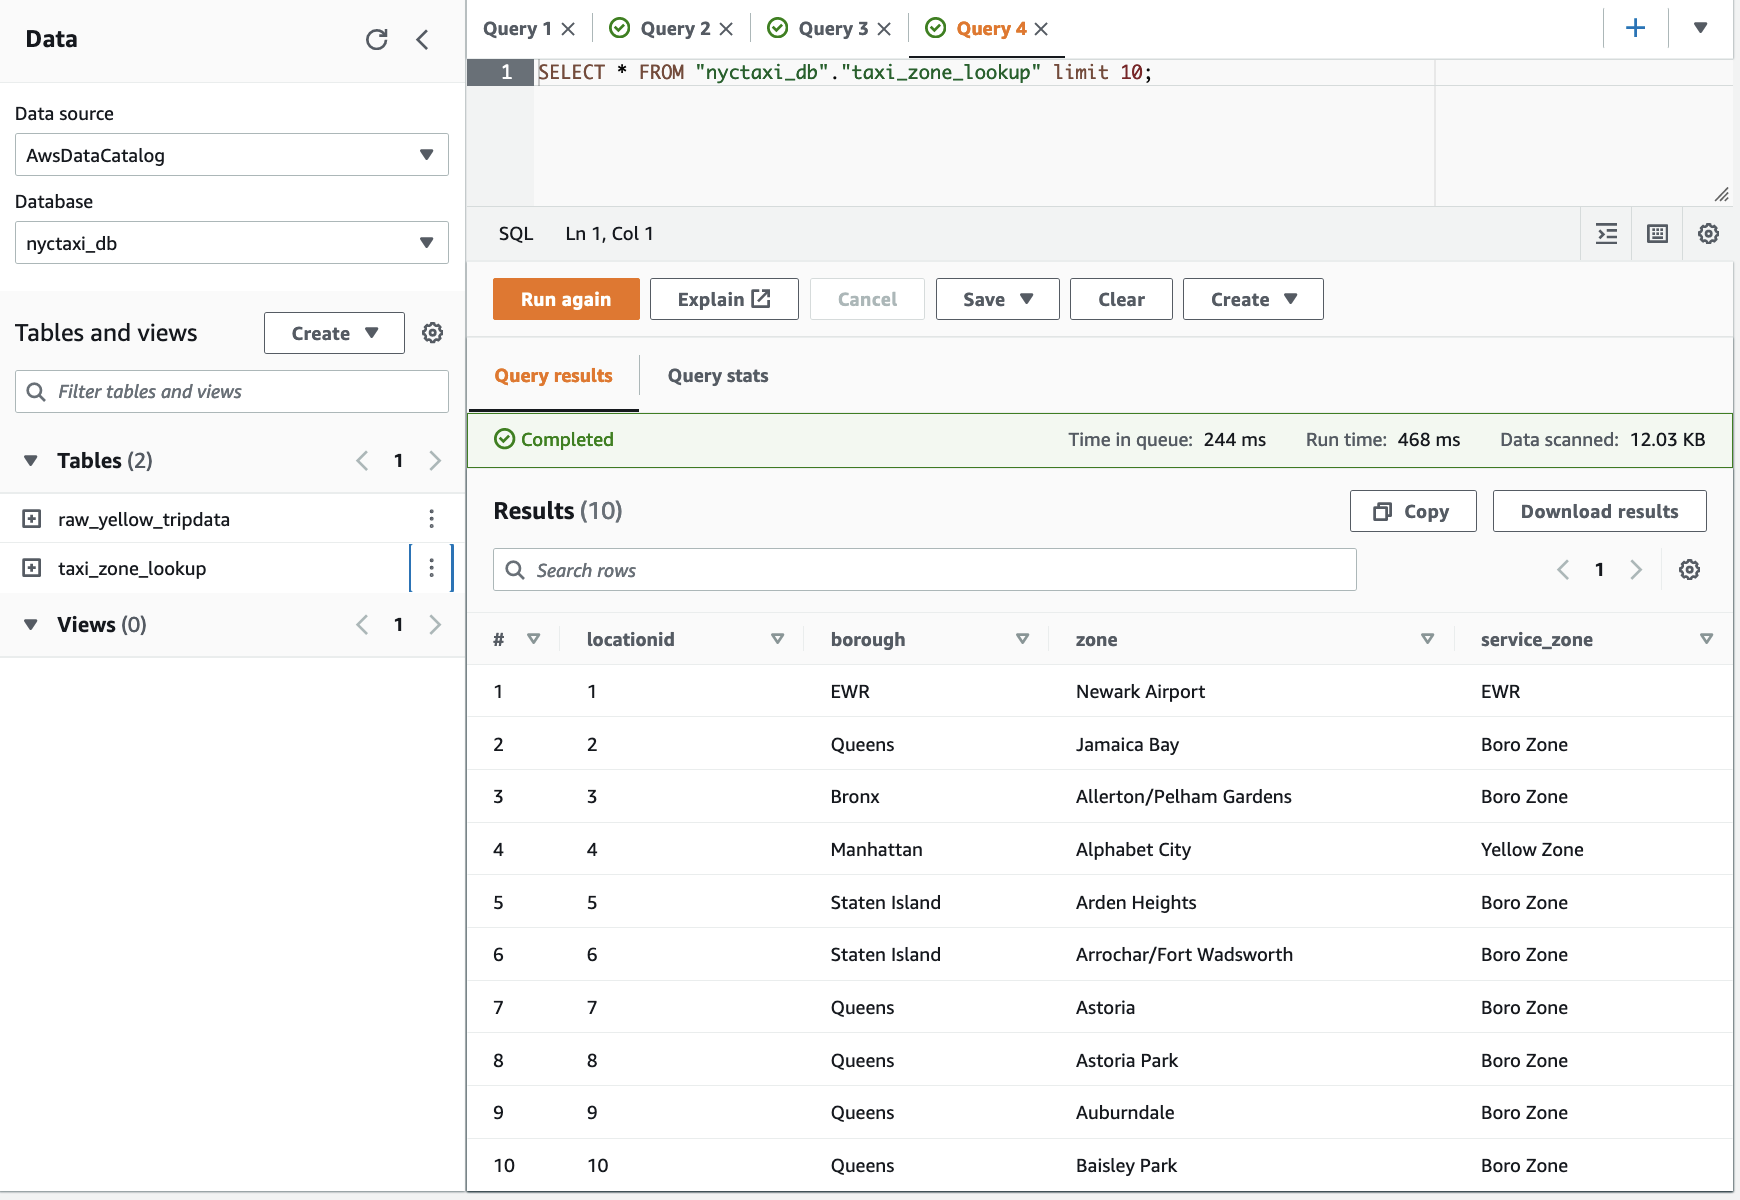 Data
Data source
AwsDataCatalog
Database
nyctaxi_db
Tables and views
Create
Filter tables and views
Tables (2)
1
raw_yellow_tripdata
taxi_zone_lookup
Views (0)
1
Query 1
Query 2
Query 3
Query 4
1 SELECT * FROM "nyctaxi_db"."taxi_zone_lookup" limit 10;
SQL Ln 1, Col 1
Run again Explain Cancel Save Clear Create
Query results Query stats
Completed Time in queue: 244 ms Run time: 468 ms Data scanned: 12.03 KB
Results (10) Copy Download results
Search rows 1
# locationid borough zone service_zone
1 1 EWR Newark Airport EWR
2 2 Queens Jamaica Bay Boro Zone
3 3 Bronx Allerton/Pelham Gardens Boro Zone
4 4 Manhattan Alphabet City Yellow Zone
5 5 Staten Island Arden Heights Boro Zone
6 6 Staten Island Arrochar/Fort Wadsworth Boro Zone
7 7 Queens Astoria Boro Zone
8 8 Queens Astoria Park Boro Zone
9 9 Queens Auburndale Boro Zone
10 10 Queens Baisley Park Boro Zone